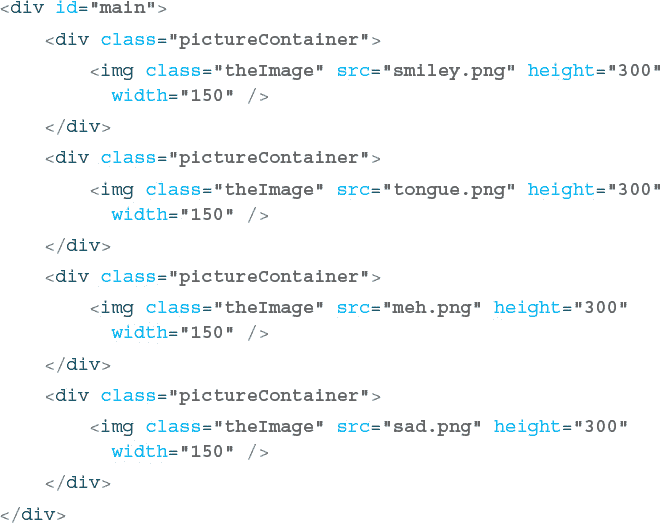 <div id="main">
<div class="pictureContainer">
<img class="theImage" src="smiley.png" height="300"
width="150" />
</div>
<div class="pictureContainer">
<img class="theImage" src="tongue.png" height="300"
width="150" />
</div>
<div class="pictureContainer">
<img class="theImage" src="meh.png" height="300"
width="150" />
</div>
<div class="pictureContainer">
<img class="theImage" src="sad.png" height="300"
width="150" />
</div>
</div>